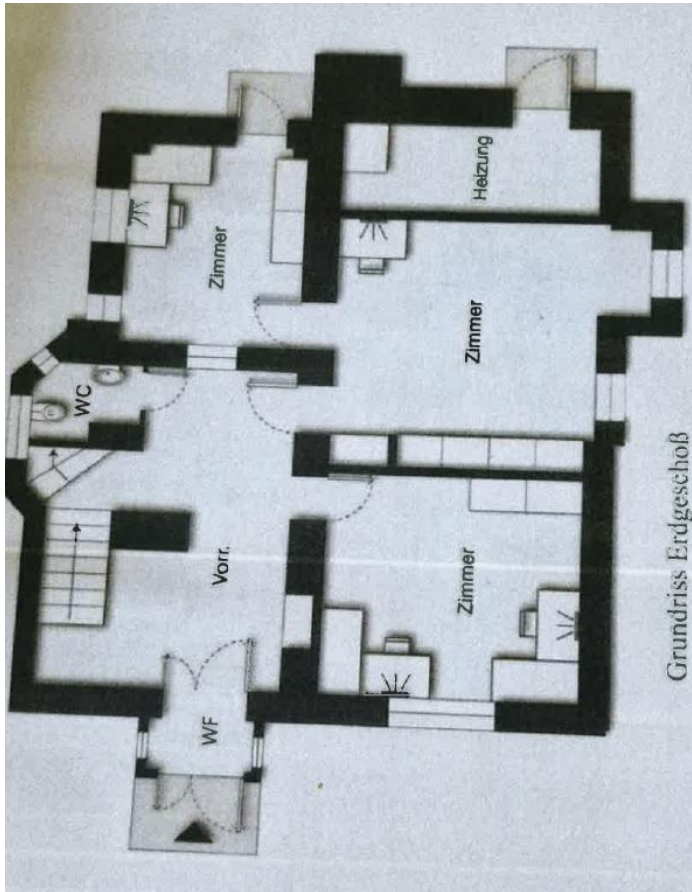 WC
Zimmer
Heizung
Vorr.
Zimmer
WF
Zimmer
Grundriss Erdgeschoß